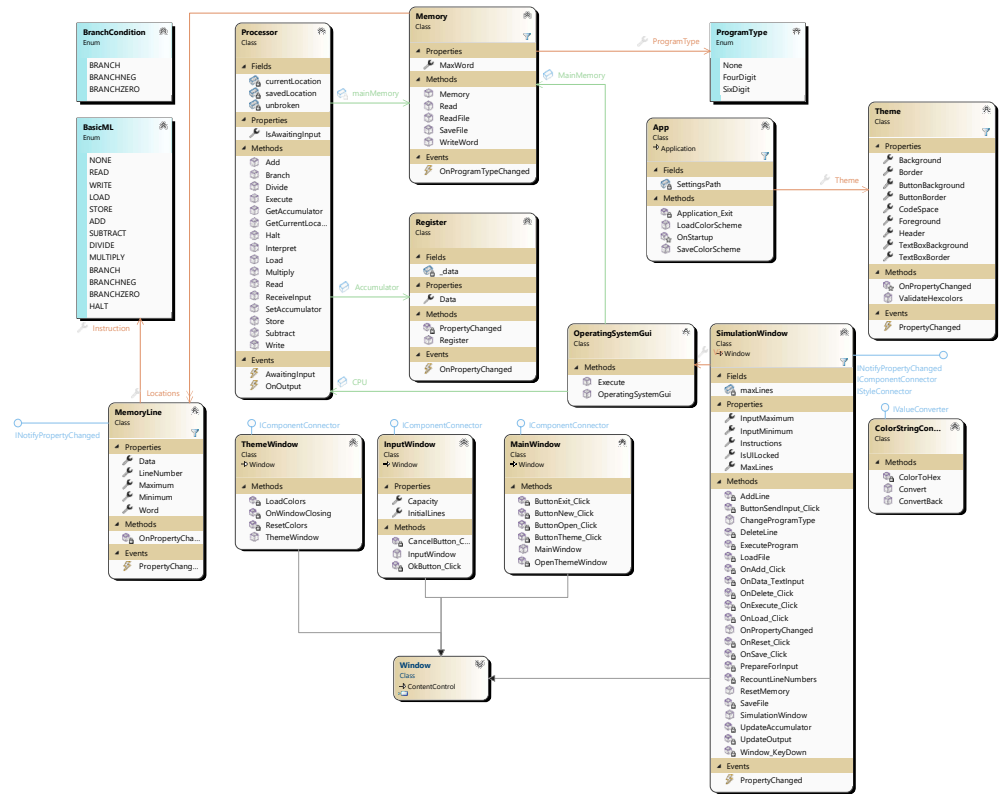 BranchCondition
Enum
BRANCH
BRANCHNEG
BRANCHZERO
BasicML
Enum
NONE
READ
WRITE
LOAD
STORE
ADD
SUBTRACT
DIVIDE
MULTIPLY
BRANCH
BRANCHNEG
BRANCHZERO
HALT
Instruction
Locations
Processor
Class
Fields
currentLocation
savedLocation
unbroken
Properties
IsAwaitingInput
Methods
Add
Branch
Divide
Execute
GetAccumulator
GetCurrentLoca...
Halt
Interpret
Load
Multiply
Read
ReceiveInput
SetAccumulator
Store
Subtract
Write
Events
AwaitingInput
OnOutput
mainMemory
Accumulator
CPU
Memory
Class
Properties
MaxWord
Methods
Memory
Read
ReadFile
SaveFile
WriteWord
Events
OnProgramTypeChanged
MainMemory
ProgramType
Register
Class
Fields
_data
Properties
Data
Methods
PropertyChanged
Register
Events
OnPropertyChanged
ProgramType
Enum
None
FourDigit
SixDigit
App
Class
Application
Fields
SettingsPath
Methods
Application_Exit
LoadColorScheme
OnStartup
SaveColorScheme
Theme
Theme
Class
Properties
Background
Border
ButtonBackground
ButtonBorder
CodeSpace
Foreground
Header
TextBoxBackground
TextBoxBorder
Methods
OnPropertyChanged
ValidateHexcolors
Events
PropertyChanged
OperatingSystemGui
Class
Methods
Execute
OperatingSystemGui
SimulationWindow
Class
Window
Fields
maxLines
Properties
InputMaximum
InputMinimum
Instructions
IsUILocked
MaxLines
Methods
AddLine
ButtonSendInput_Click
ChangeProgramType
DeleteLine
ExecuteProgram
LoadFile
OnAdd_Click
OnData_TextInput
OnDelete_Click
OnExecute_Click
OnLoad_Click
OnPropertyChanged
OnReset_Click
OnSave_Click
PrepareForInput
RecountLineNumbers
ResetMemory
SaveFile
SimulationWindow
UpdateAccumulator
UpdateOutput
Window_KeyDown
Events
PropertyChanged
INotifyPropertyChanged
IComponentConnector
IStyleConnector
IValueConverter
ColorStringCon...
Class
Methods
ColorToHex
Convert
ConvertBack
INotifyPropertyChanged
MemoryLine
Class
Properties
Data
LineNumber
Maximum
Minimum
Word
Methods
OnPropertyCha...
Events
PropertyChang...
IComponentConnector
ThemeWindow
Class
Window
Methods
LoadColors
OnWindowClosing
ResetColors
ThemeWindow
IComponentConnector
InputWindow
Class
Window
Properties
Capacity
InitialLines
Methods
CancelButton_C...
InputWindow
OkButton_Click
IComponentConnector
MainWindow
Class
Window
Methods
ButtonExit_Click
ButtonNew_Click
ButtonOpen_Click
ButtonTheme_Click
MainWindow
OpenThemeWindow
Window
Class
ContentControl